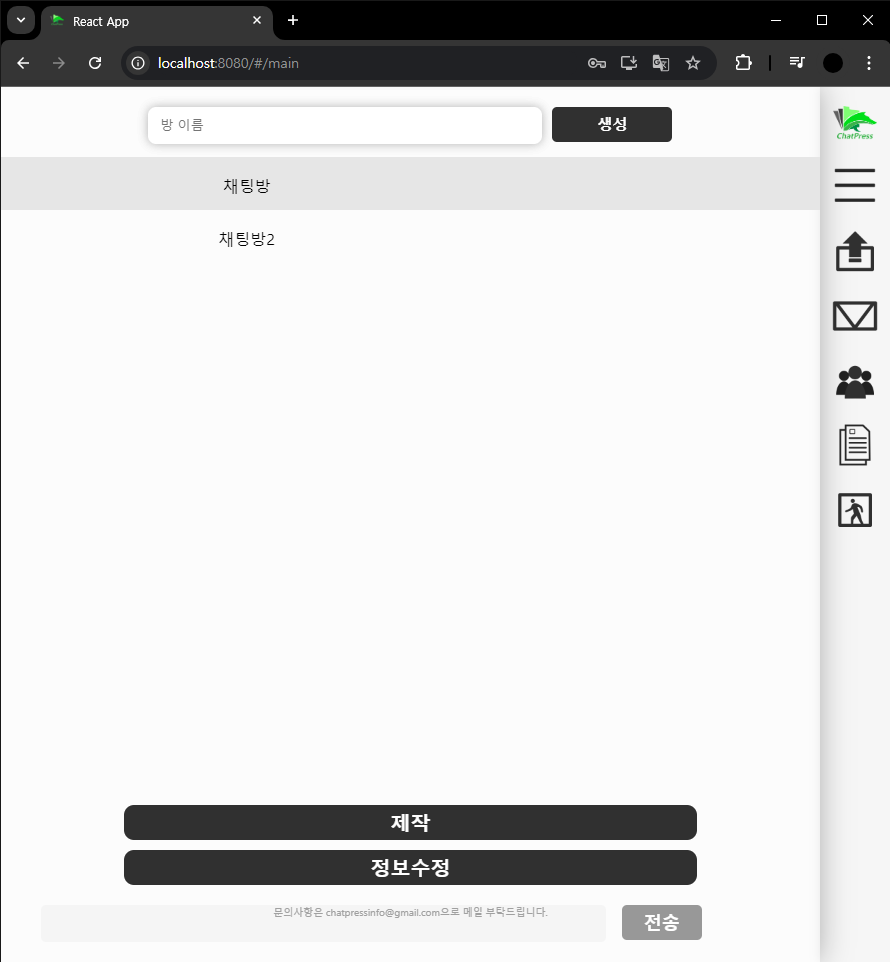 React App
localhost:8080/#/main
방 이름
생성
ChatPress
채팅방
채팅방2
제작
정보수정
문의사항은 chatpressinfo@gmail.com으로 메일 부탁드립니다.
전송